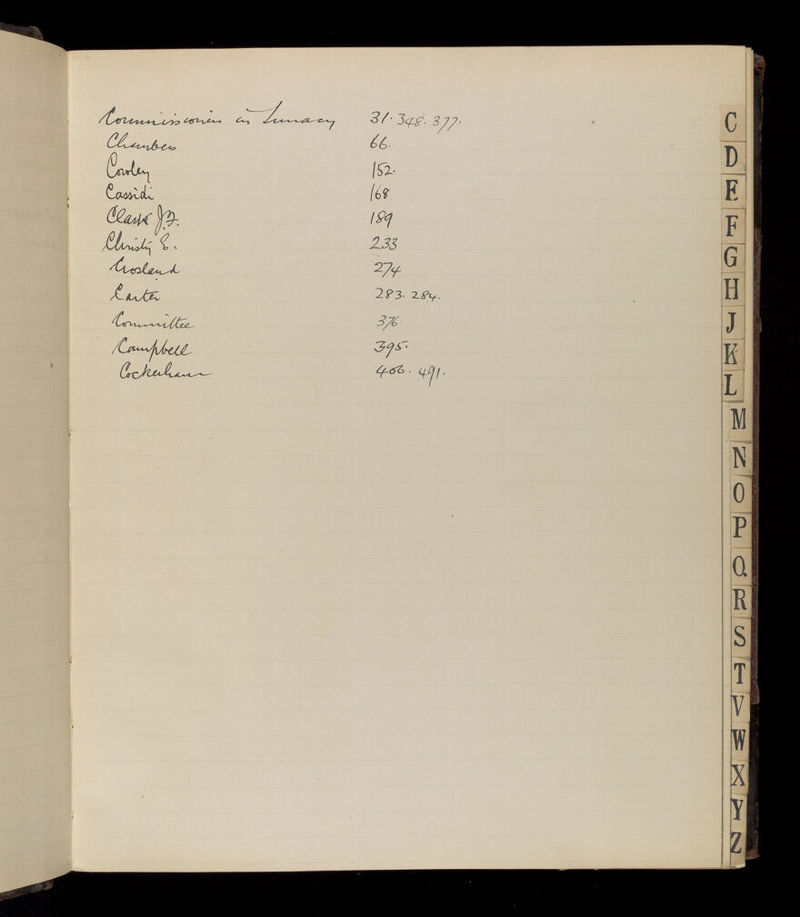 Commissioners in Lunacy 31. 348. 377.
Chambers 66.
Cowley 152.
Cassidi 168
Clark J.F. 189
Christy E. 233
Crosland 274
Carter 283. 284.
Committee 376.
Campbell 395.
Cockerham 406. 491.
C
D
E
F
G
H
J
K
L
M
N
O
P
Q
R
S
T
V
W
X
Y
Z